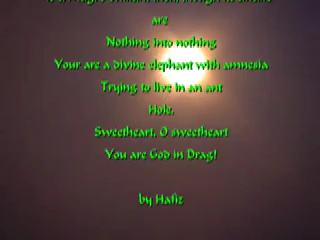 are
Nothing into nothing
Your are a divine elephant with amnesia
Trying to live in an ant
Hole.
Sweetheart, O sweetheart
You are God in Drag!
by Hafiz